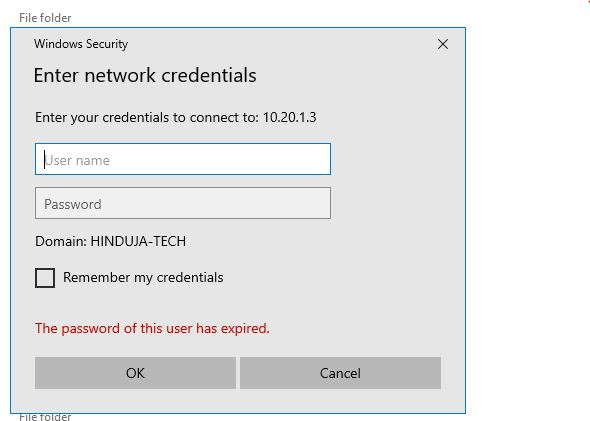 File folder
Windows Security
Enter network credentials
Enter your credentials to connect to: 10.20.1.3
User name
Password
Domain: HINDUJA-TECH
Remember my credentials
The password of this user has expired.
OK Cancel
File folder